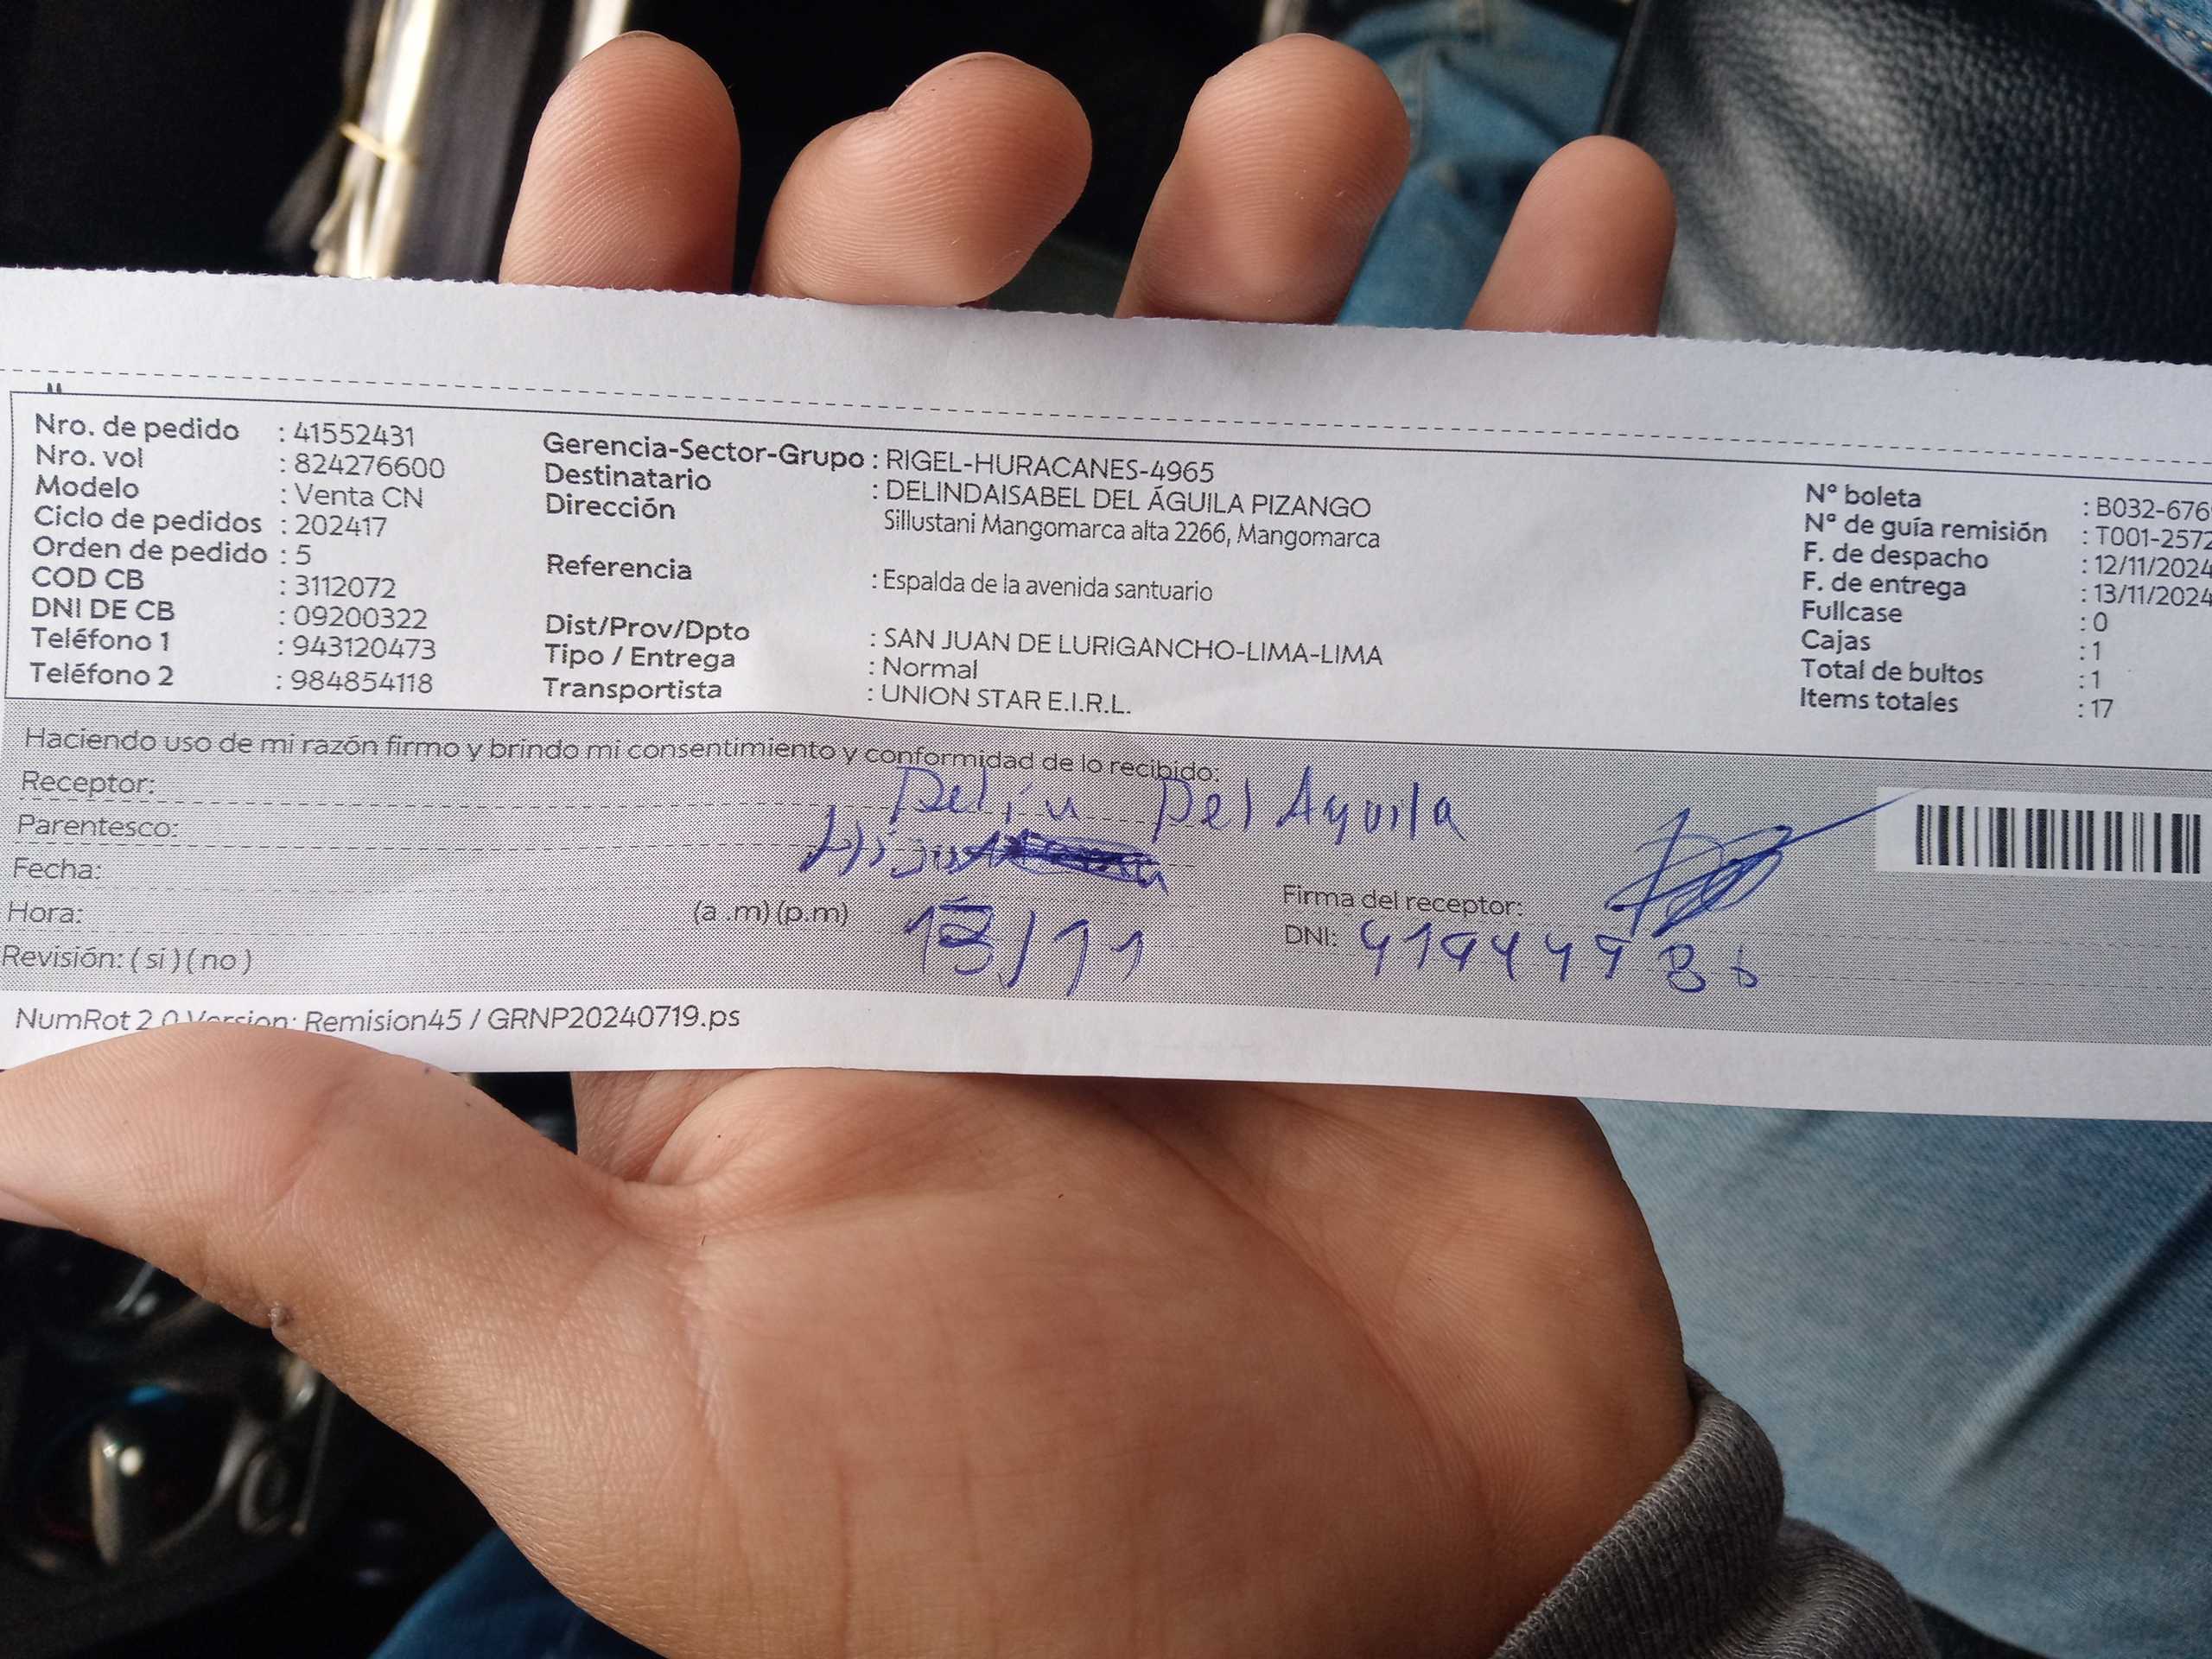 Nro. de pedido : 41552431
Nro. vol : 824276600
Modelo : Venta CN
Ciclo de pedidos : 202417
Orden de pedido : 5
COD CB : 3112072
DNI DE CB : 09200322
Teléfono 1 : 943120473
Teléfono 2 : 984854118
Gerencia-Sector-Grupo : RIGEL-HURACANES-4965
Destinatario : DELINDAISABEL DEL ÁGUILA PIZANGO
Dirección Sillustani Mangomarca alta 2266, Mangomarca
Referencia : Espalda de la avenida santuario
Dist/Prov/Dpto : SAN JUAN DE LURIGANCHO-LIMA-LIMA
Tipo / Entrega : Normal
Transportista : UNION STAR E.I.R.L.
N° boleta : B032-676
N° de guía remisión : T001-2572
F. de despacho : 12/11/2024
F. de entrega : 13/11/2024
Fullcase : 0
Cajas : 1
Total de bultos : 1
Items totales : 17
Haciendo uso de mi razón firmo y brindo mi consentimiento y conformidad de lo recibido:
Receptor: Del Aguila
Parentesco:
Fecha:
Hora: (a .m) (p.m) 13/11
Firma del receptor:
DNI:
Revisión: ( si ) ( no )
NumRot 2.0 Version: Remision45 / GRNP20240719.ps